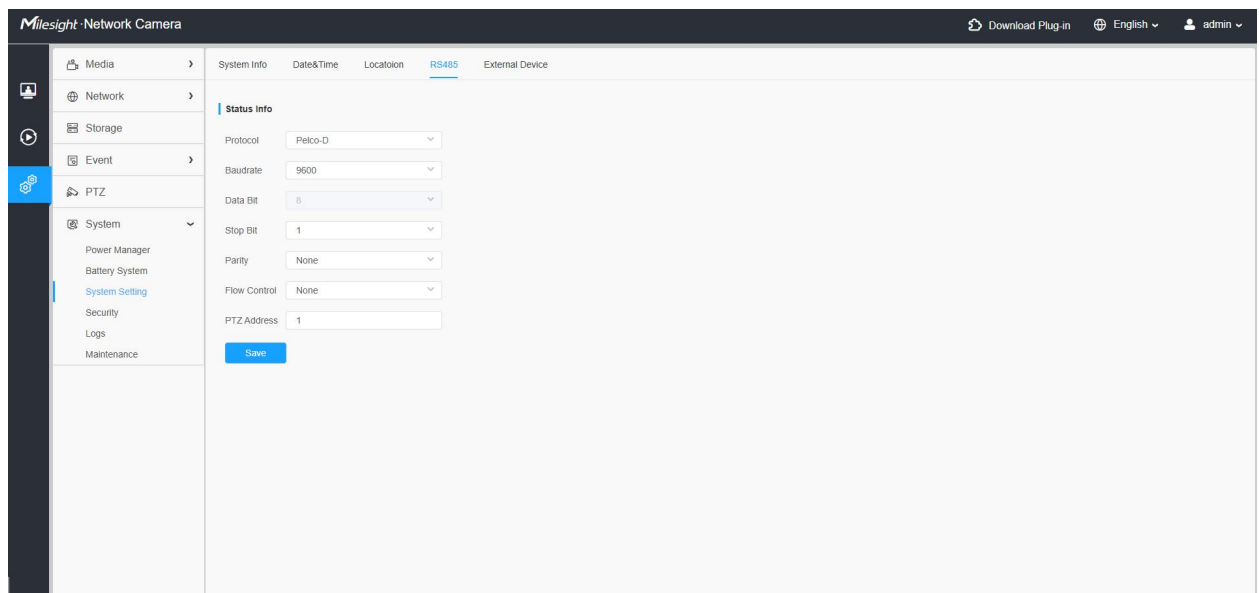 Milesight · Network Camera
Download Plug-in
English
admin
Media
Network
Storage
Event
PTZ
System
Power Manager
Battery System
System Setting
Security
Logs
Maintenance
System Info Date&Time Locatoion RS485 External Device
Status Info
Protocol Pelco-D
Baudrate 9600
Data Bit 8
Stop Bit 1
Parity None
Flow Control None
PTZ Address 1
Save